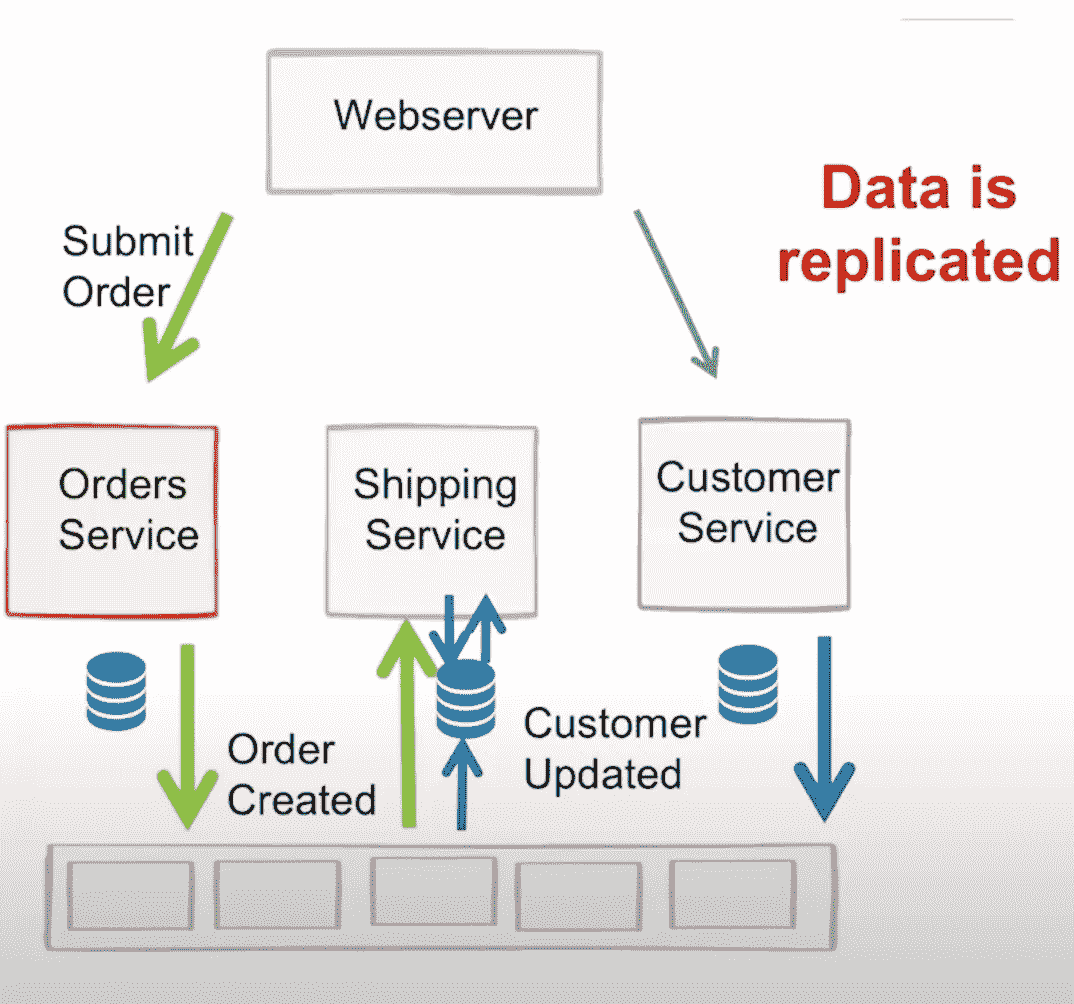 Webserver
Data is
replicated
Submit
Order
Orders
Service
Shipping
Service
Customer
Service
Order
Created
Customer
Updated